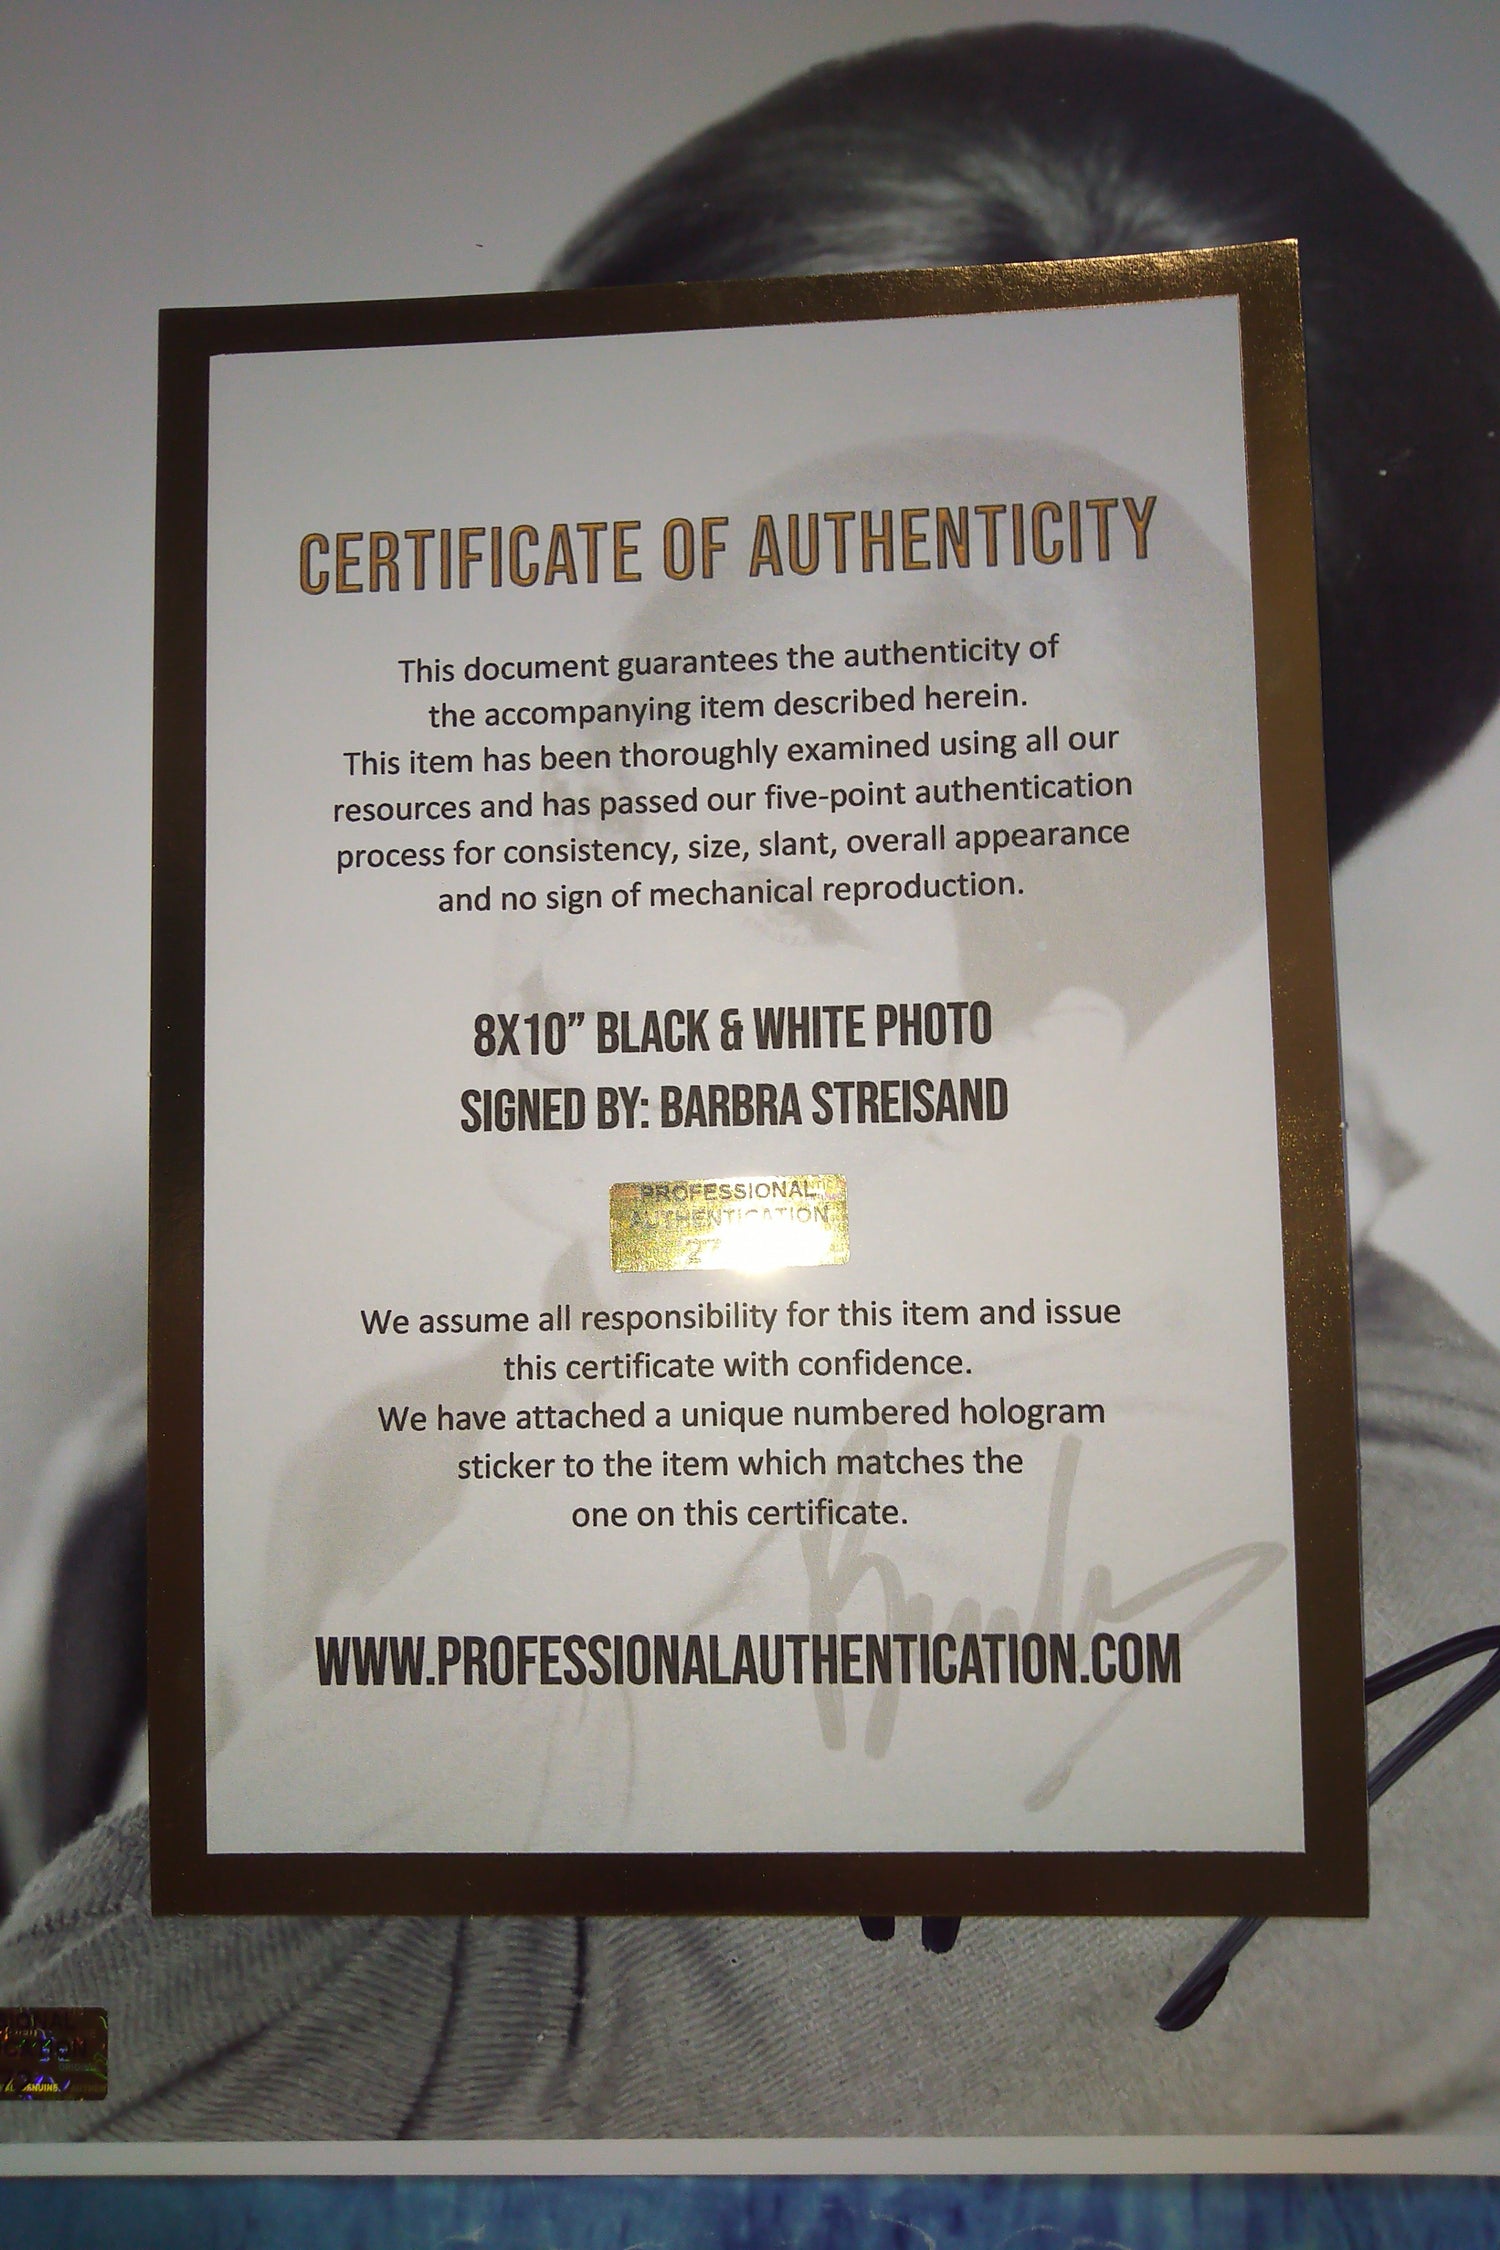 CERTIFICATE OF AUTHENTICITY
This document guarantees the authenticity of
the accompanying item described herein.
This item has been thoroughly examined using all our
resources and has passed our five-point authentication
process for consistency, size, slant, overall appearance
and no sign of mechanical reproduction.
8X10” BLACK & WHITE PHOTO
SIGNED BY: BARBRA STREISAND
PROFESSIONAL
AUTHENTICATION
We assume all responsibility for this item and issue
this certificate with confidence.
We have attached a unique numbered hologram
sticker to the item which matches the
one on this certificate.
WWW.PROFESSIONALAUTHENTICATION.COM